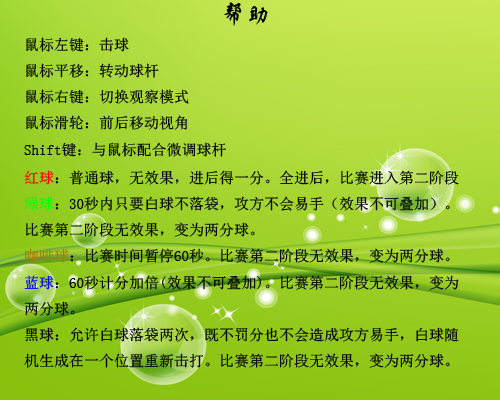 帮助
鼠标左键：击球
鼠标平移：转动球杆
鼠标右键：切换观察模式
鼠标滑轮：前后移动视角
Shift键：与鼠标配合微调球杆
红球：普通球，无效果，进后得一分。全进后，比赛进入第二阶段
绿球：30秒内只要白球不落袋，攻方不会易手（效果不可叠加）。
比赛第二阶段无效果，变为两分球。
咖啡球：比赛时间暂停60秒。比赛第二阶段无效果，变为两分球。
蓝球：60秒计分加倍(效果不可叠加)。比赛第二阶段无效果，变为
两分球。
黑球：允许白球落袋两次，既不罚分也不会造成攻方易手，白球随
机生成在一个位置重新击打。比赛第二阶段无效果，变为两分球。